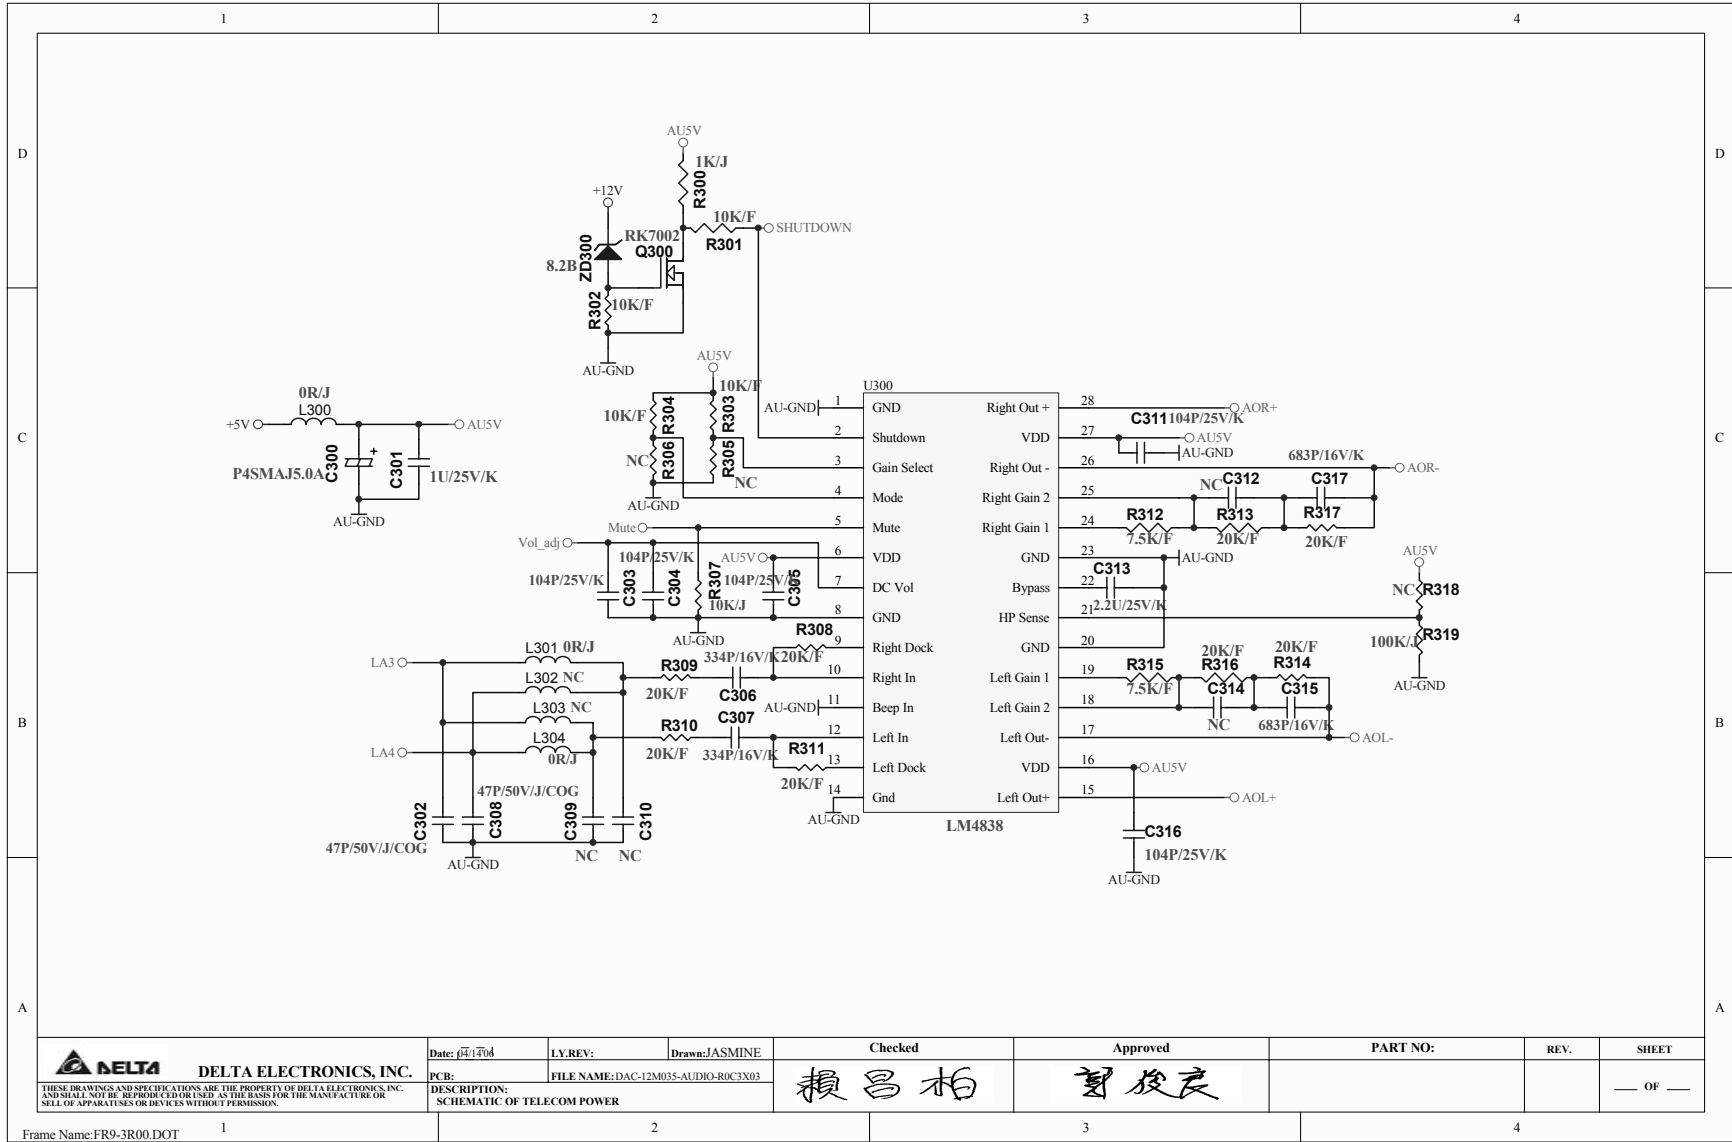 1 2 3 4
D D
C C
B B
A A
AU5V
1K/J
R300
+12V
10K/F
SHUTDOWN
R301
RK7002
Q300
ZD300
8.2B
R302
10K/F
AU-GND
AU5V
10K/F
10K/F
R304
R303
NC
R306
R305
NC
AU-GND
0R/J
L300
+5V
AU5V
P4SMAJ5.0A
C300
+
C301
1U/25V/K
AU-GND
U300
AU-GND 1 GND Right Out + 28 AOR+
C311 104P/25V/K
2 Shutdown VDD 27 AU5V
AU-GND
3 Gain Select Right Out - 26 683P/16V/K AOR-
NC C312 C317
4 Mode Right Gain 2 25
Mute 5 Mute Right Gain 1 24 R312 R313 R317
7.5K/F 20K/F 20K/F
Vol_adj
104P/25V/K AU5V 6 VDD GND 23 AU-GND
AU5V
104P/25V/K C303 C304 R307 104P/25V/K C305 7 DC Vol Bypass 22 C313
10K/J 2.2U/25V/K
NC R318
8 GND HP Sense 21
AU-GND
100K/J R319
AU-GND
R308
9 Right Dock GND 20
334P/16V/K 20K/F
LA3 L301 0R/J
R309
10 Right In Left Gain 1 19 R315 20K/F R316 20K/F R314
L302 NC
20K/F C306
7.5K/F C314 C315
AU-GND 11 Beep In Left Gain 2 18
NC 683P/16V/K
L303 NC
R310 C307
12 Left In Left Out- 17 AOL-
LA4 L304
0R/J
20K/F 334P/16V/K R311
20K/F
13 Left Dock VDD 16 AU5V
14 Gnd Left Out+ 15 AOL+
AU-GND
LM4838
47P/50V/J/COG
C302 C308 C309 C310
47P/50V/J/COG
AU-GND
NC NC
C316
104P/25V/K
AU-GND
DELTA
DELTA ELECTRONICS, INC.
THESE DRAWINGS AND SPECIFICATIONS ARE THE PROPERTY OF DELTA ELECTRONICS, INC.
AND SHALL NOT BE REPRODUCED OR USED AS THE BASIS FOR THE MANUFACTURE OR
SELL OF APPARATUSES OR DEVICES WITHOUT PERMISSION.
Date: 04/14'06 LY.REV: Drawn:JASMINE
PCB: FILE NAME: DAC-12M035-AUDIO-R0C3X03
DESCRIPTION:
SCHEMATIC OF TELECOM POWER
Checked
賴昌柏
Approved
郭俊良
PART NO:
REV.
SHEET
OF
Frame Name:FR9-3R00.DOT
1 2 3 4